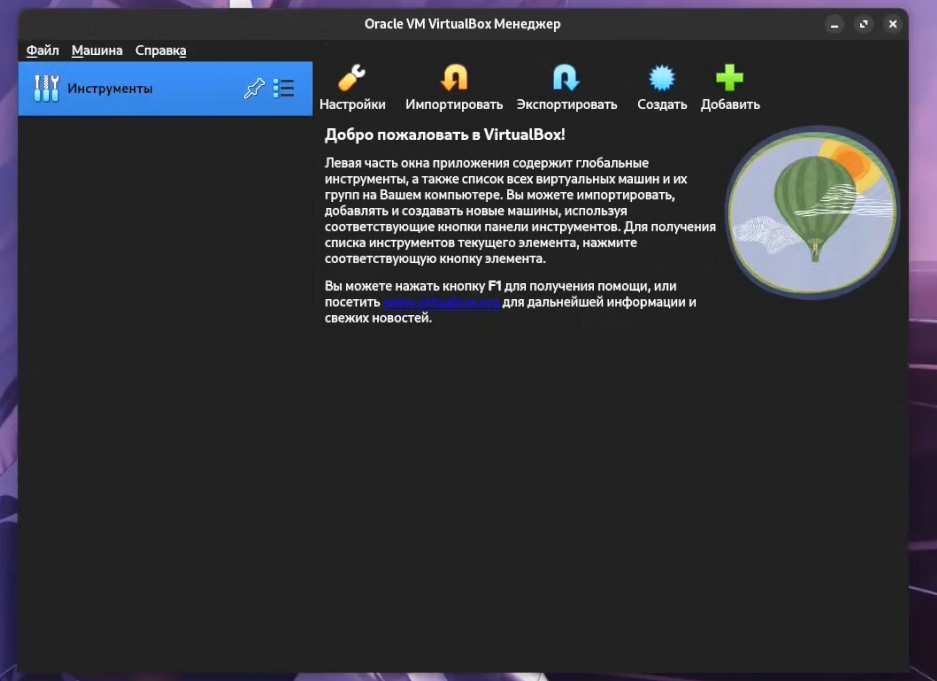 Oracle VM VirtualBox Менеджер
Файл Машина Справка
Инструменты
Настройки Импортировать Экспортировать Создать Добавить
Добро пожаловать в VirtualBox!
Левая часть окна приложения содержит глобальные
инструменты, а также список всех виртуальных машин и их
групп на Вашем компьютере. Вы можете импортировать,
добавлять и создавать новые машины, используя
соответствующие кнопки панели инструментов. Для получения
списка инструментов текущего элемента, нажмите
соответствующую кнопку элемента.
Вы можете нажать кнопку F1 для получения помощи, или
посетить www.virtualbox.org для дальнейшей информации и
свежих новостей.